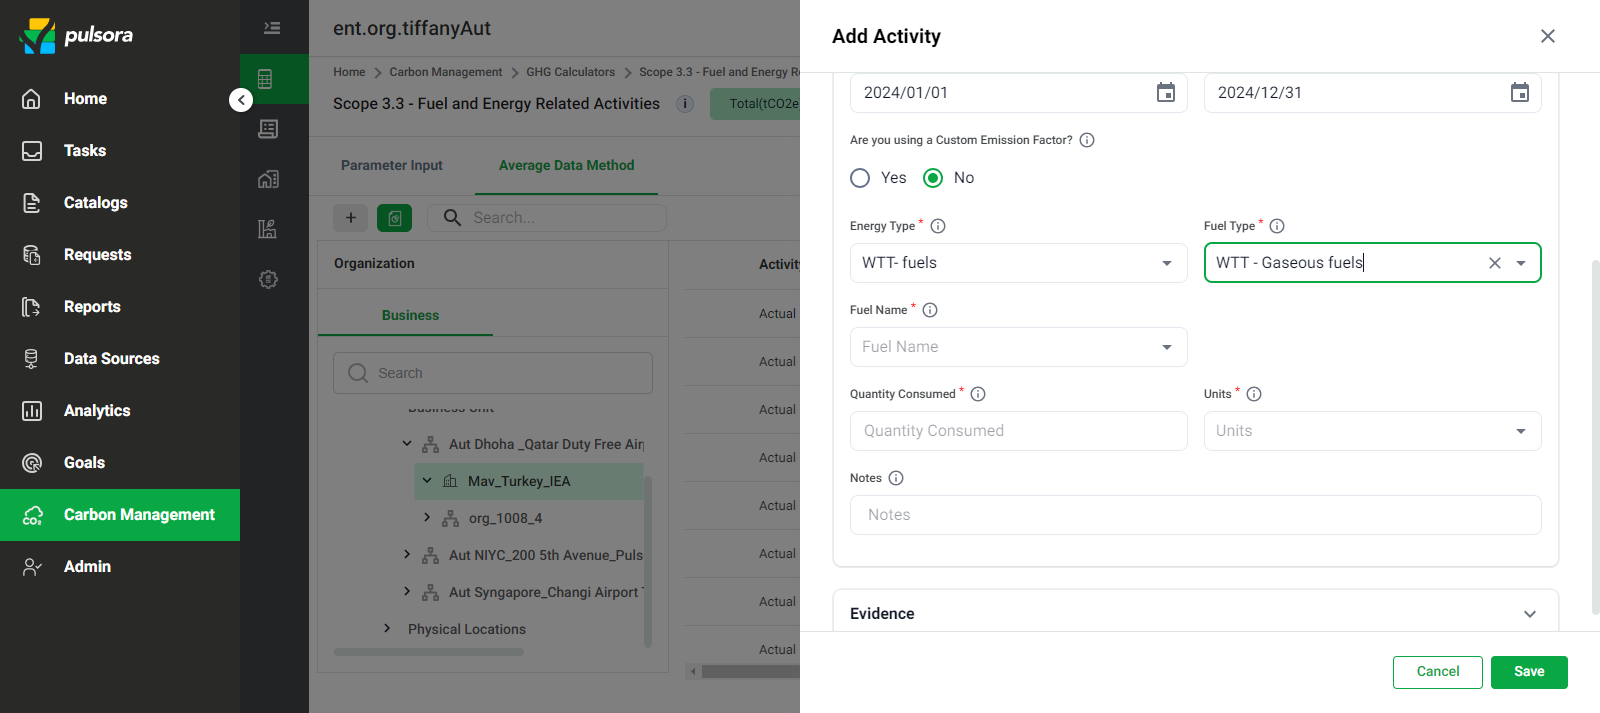 pulsora
Home
Tasks
Catalogs
Requests
Reports
Data Sources
Analytics
Goals
CO2
Carbon Management
Admin
ent.org.tiffanyAut
Home > Carbon Management > GHG Calculators > Scope 3.3 - Fuel and Energy R
Scope 3.3 - Fuel and Energy Related Activities
Total(tCO2e
Parameter Input
Average Data Method
+
Search...
Organization
Business
Search
Business Unit
Aut Dhoha _Qatar Duty Free Air
Mav_Turkey_IEA
org_1008_4
Aut NIYC_200 5th Avenue_Puls
Aut Syngapore_Changi Airport T
Physical Locations
Activity
Actual
Actual
Actual
Actual
Actual
Actual
Actual
Actual
Add Activity
2024/01/01
2024/12/31
Are you using a Custom Emission Factor?
Yes
No
Energy Type *
Fuel Type *
WTT- fuels
WTT - Gaseous fuels
Fuel Name *
Fuel Name
Quantity Consumed *
Units *
Quantity Consumed
Units
Notes
Notes
Evidence
Cancel
Save